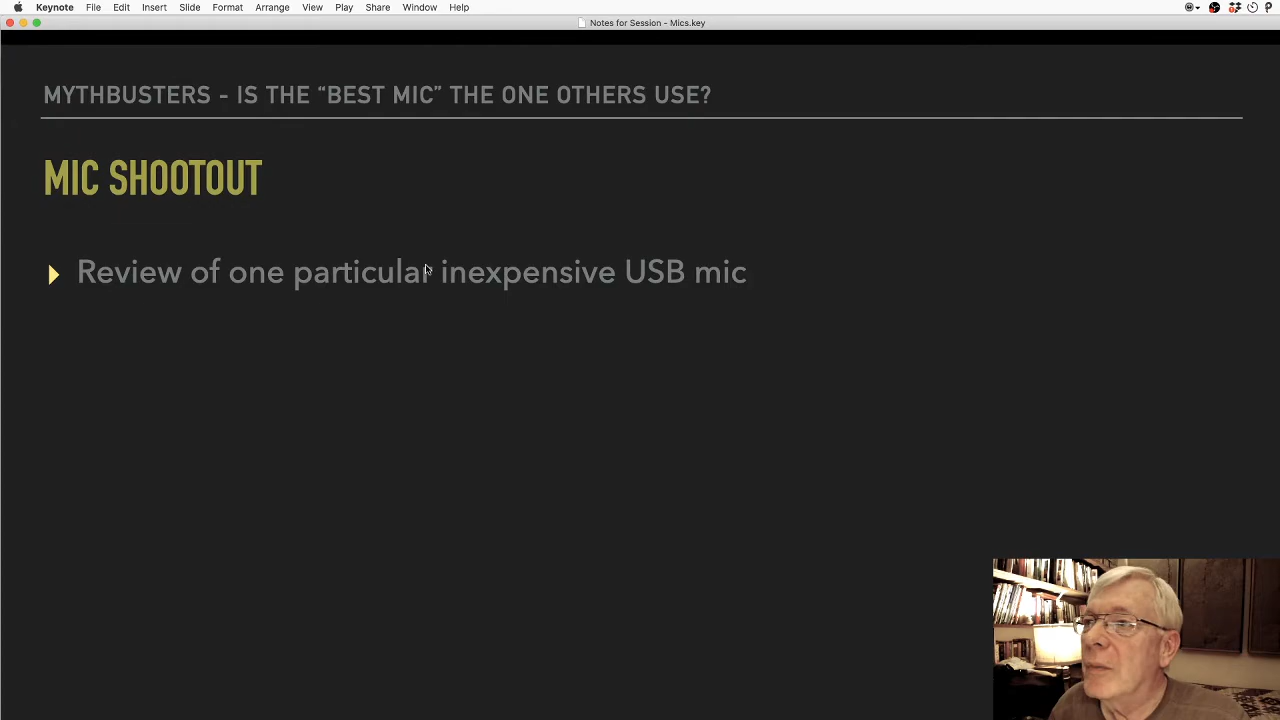 Keynote File Edit Insert Slide Format Arrange View Play Share Window Help
Notes for Session - Mics.key
MYTHBUSTERS - IS THE “BEST MIC” THE ONE OTHERS USE?
MIC SHOOTOUT
Review of one particular inexpensive USB mic